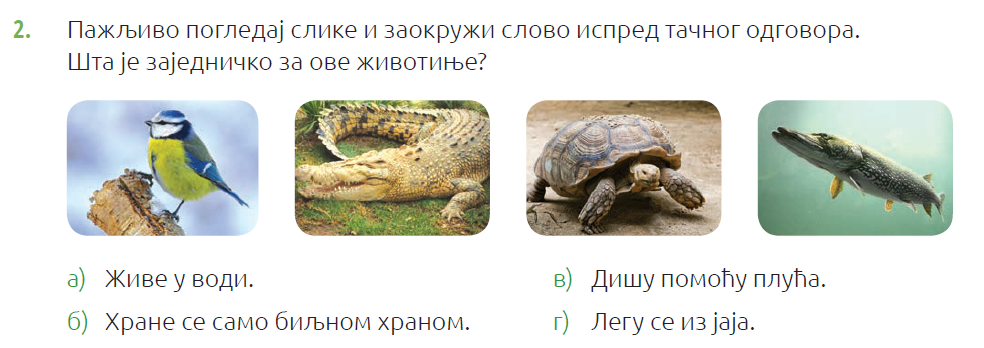 2. Пажљиво погледај слике и заокружи слово испред тачног одговора.
Шта је заједничко за ове животиње?
а) Живе у води.
б) Хране се само биљном храном.
в) Дишу помоћу плућа.
г) Легу се из јаја.